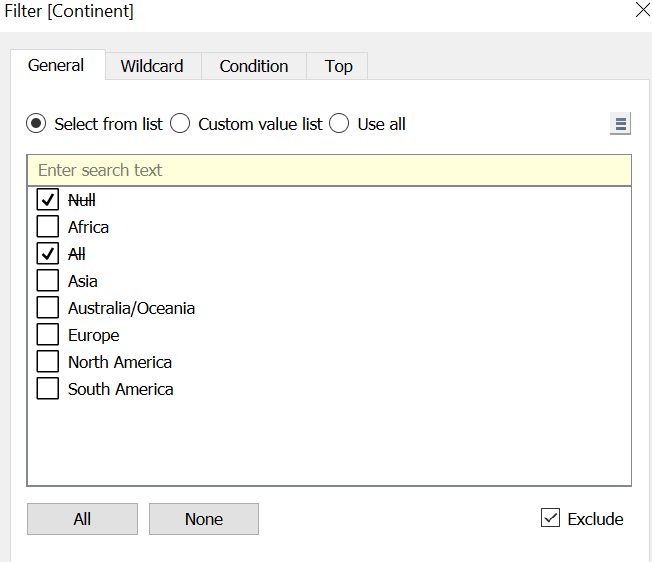 Filter [Continent]
General Wildcard Condition Top
Select from list Custom value list Use all
Enter search text
Null
Africa
All
Asia
Australia/Oceania
Europe
North America
South America
All None Exclude